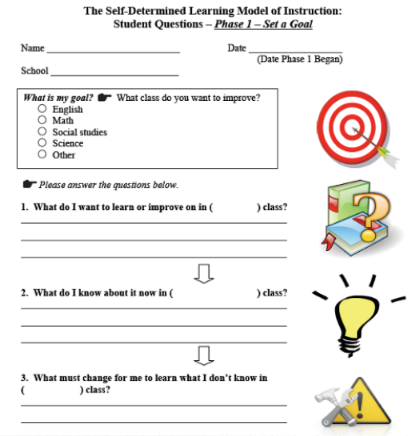 The Self-Determined Learning Model of Instruction:
Student Questions – Phase 1 – Set a Goal
Name ____________________ Date ____________________
(Date Phase 1 Began)
School ____________________
What is my goal? ☛ What class do you want to improve?
○ English
○ Math
○ Social studies
○ Science
○ Other
☛ Please answer the questions below.
1. What do I want to learn or improve on in ( ) class?
2. What do I know about it now in ( ) class?
3. What must change for me to learn what I don't know in
( ) class?